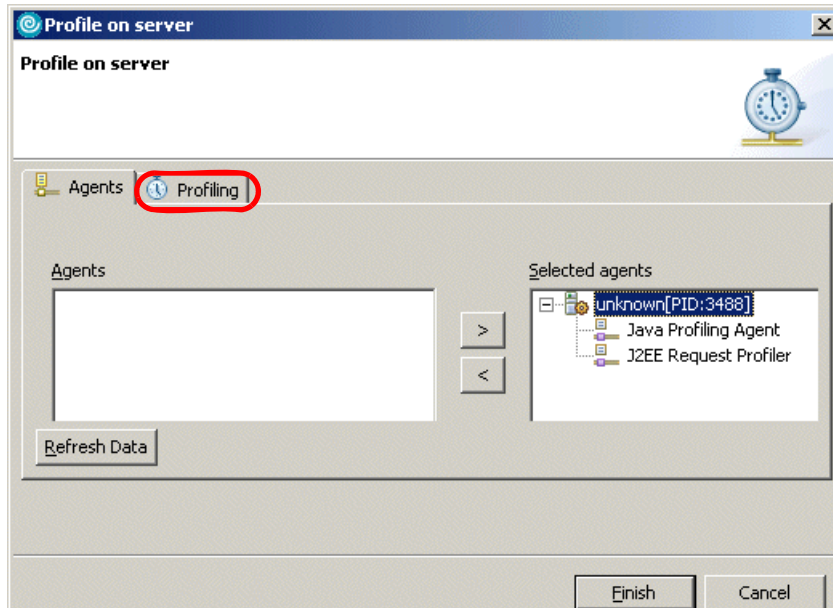 Profile on server
Profile on server
Agents Profiling
Agents Selected agents
unknown[PID:3488]
> Java Profiling Agent
J2EE Request Profiler
<
Refresh Data
Finish Cancel